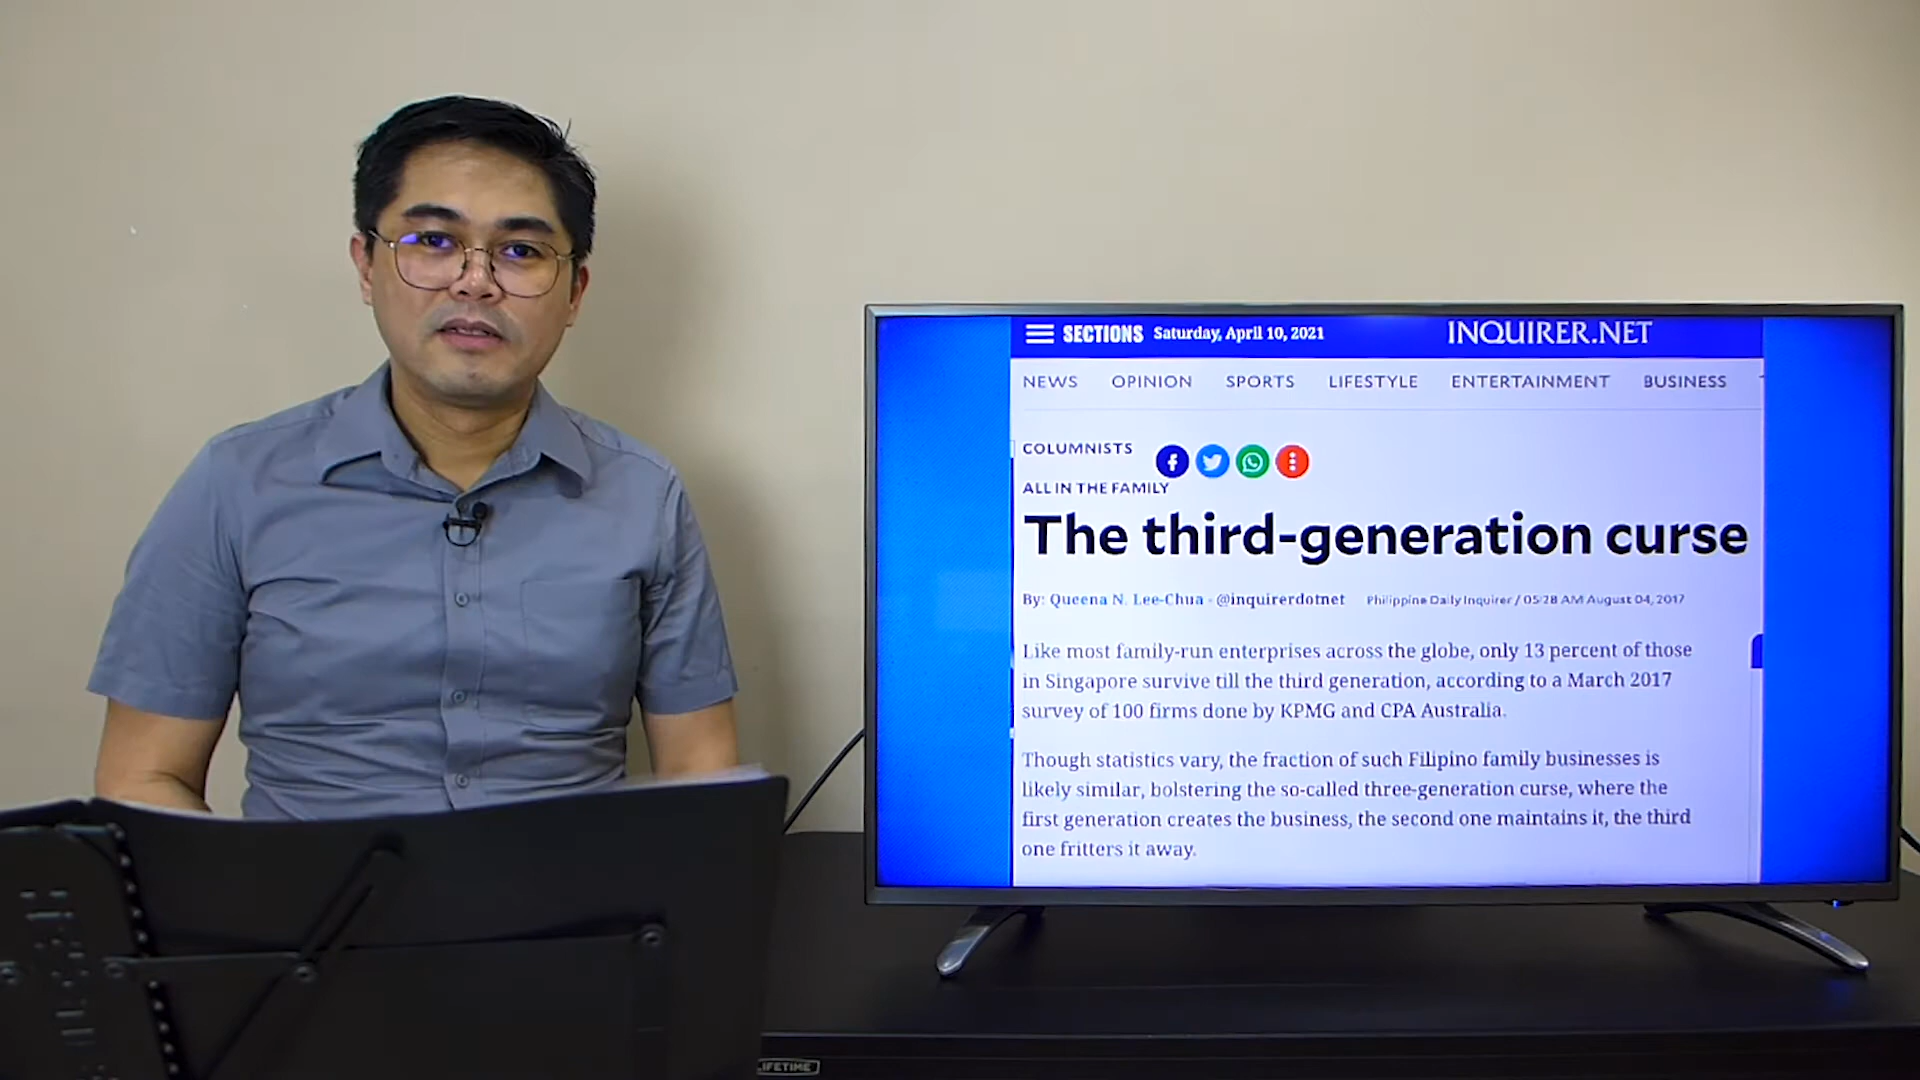 SECTIONS Saturday, April 10, 2021 INQUIRER.NET
NEWS OPINION SPORTS LIFESTYLE ENTERTAINMENT BUSINESS
COLUMNISTS
ALL IN THE FAMILY
The third-generation curse
By: Queena N. Lee-Chua - @inquirerdotnet Philippine Daily Inquirer / 05:28 AM August 04, 2017
Like most family-run enterprises across the globe, only 13 percent of those
in Singapore survive till the third generation, according to a March 2017
survey of 100 firms done by KPMG and CPA Australia.
Though statistics vary, the fraction of such Filipino family businesses is
likely similar, bolstering the so-called three-generation curse, where the
first generation creates the business, the second one maintains it, the third
one fritters it away.
LIFETIME